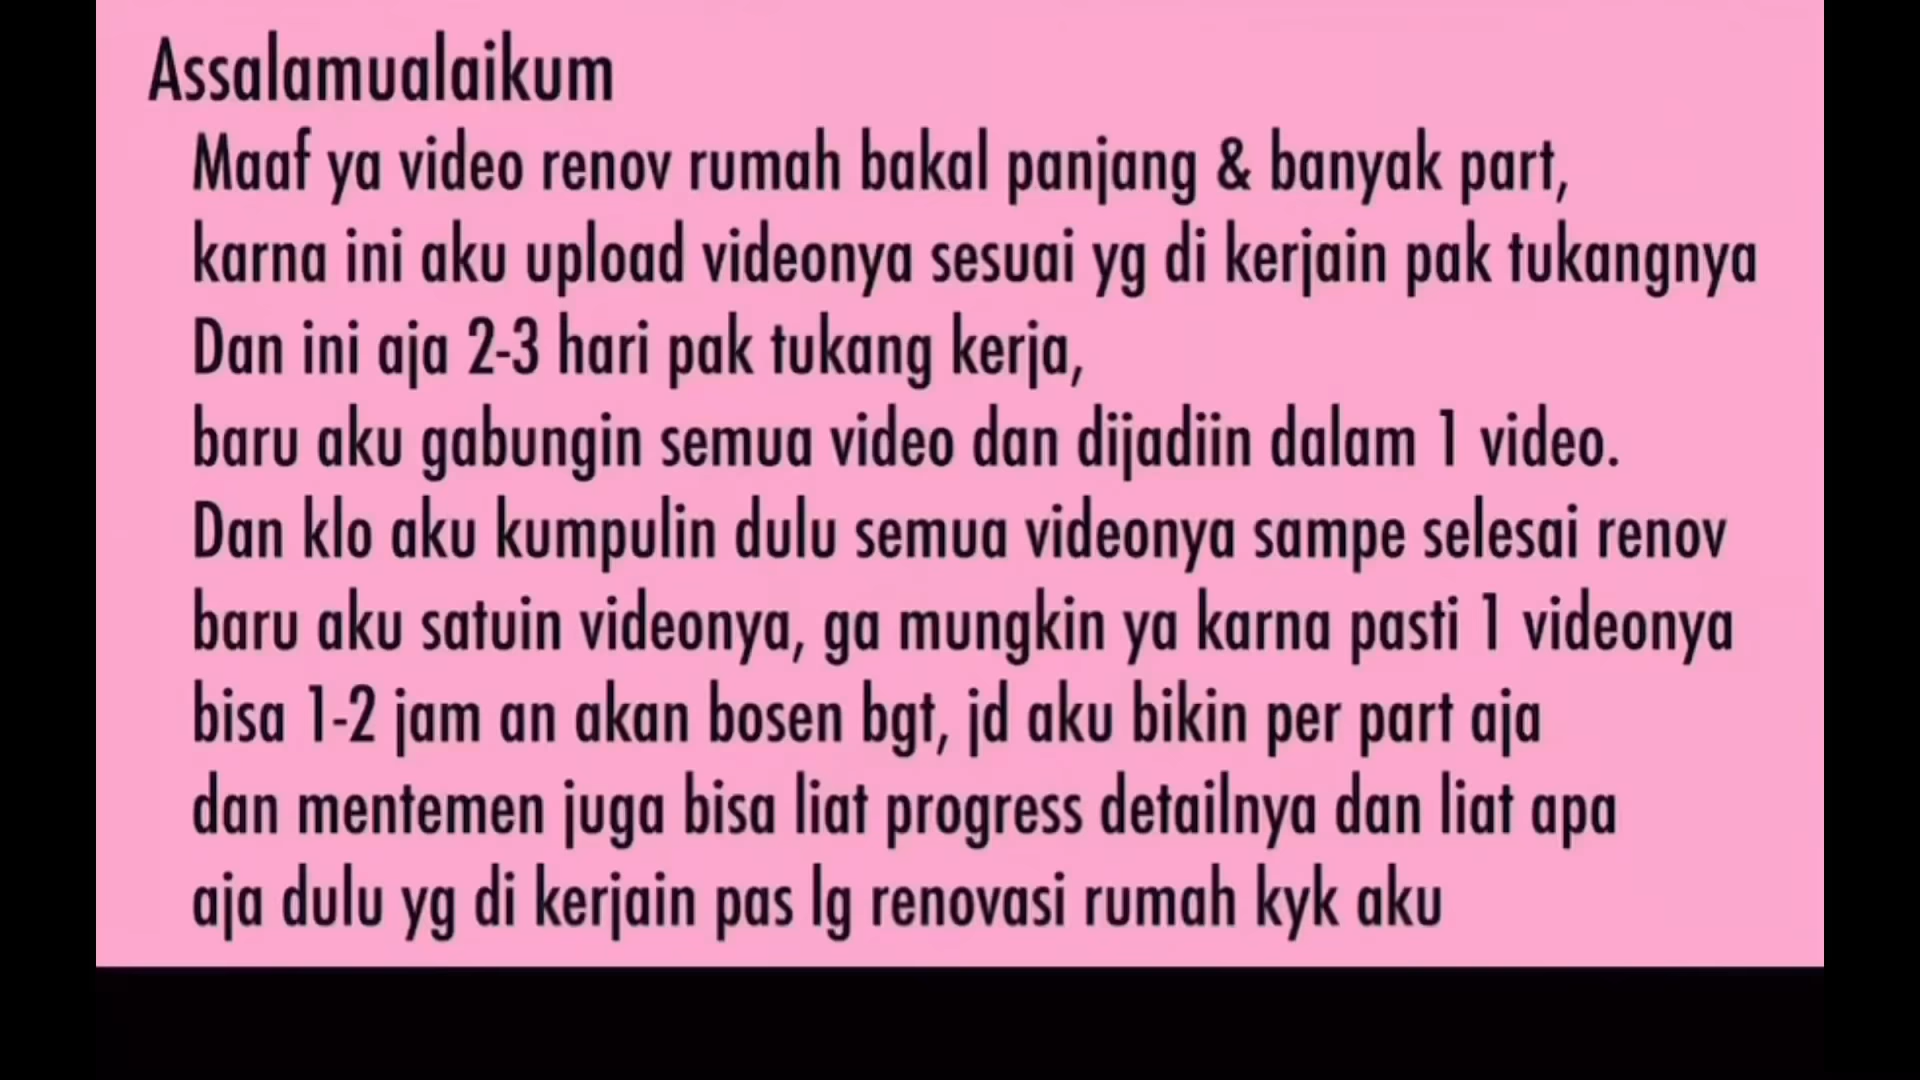 Assalamualaikum
Maaf ya video renov rumah bakal panjang & banyak part,
karna ini aku upload videonya sesuai yg di kerjain pak tukangnya
Dan ini aja 2-3 hari pak tukang kerja,
baru aku gabungin semua video dan dijadiin dalam 1 video.
Dan klo aku kumpulin dulu semua videonya sampe selesai renov
baru aku satuin videonya, ga mungkin ya karna pasti 1 videonya
bisa 1-2 jam an akan bosen bgt, jd aku bikin per part aja
dan mentemen juga bisa liat progress detailnya dan liat apa
aja dulu yg di kerjain pas lg renovasi rumah kyk aku